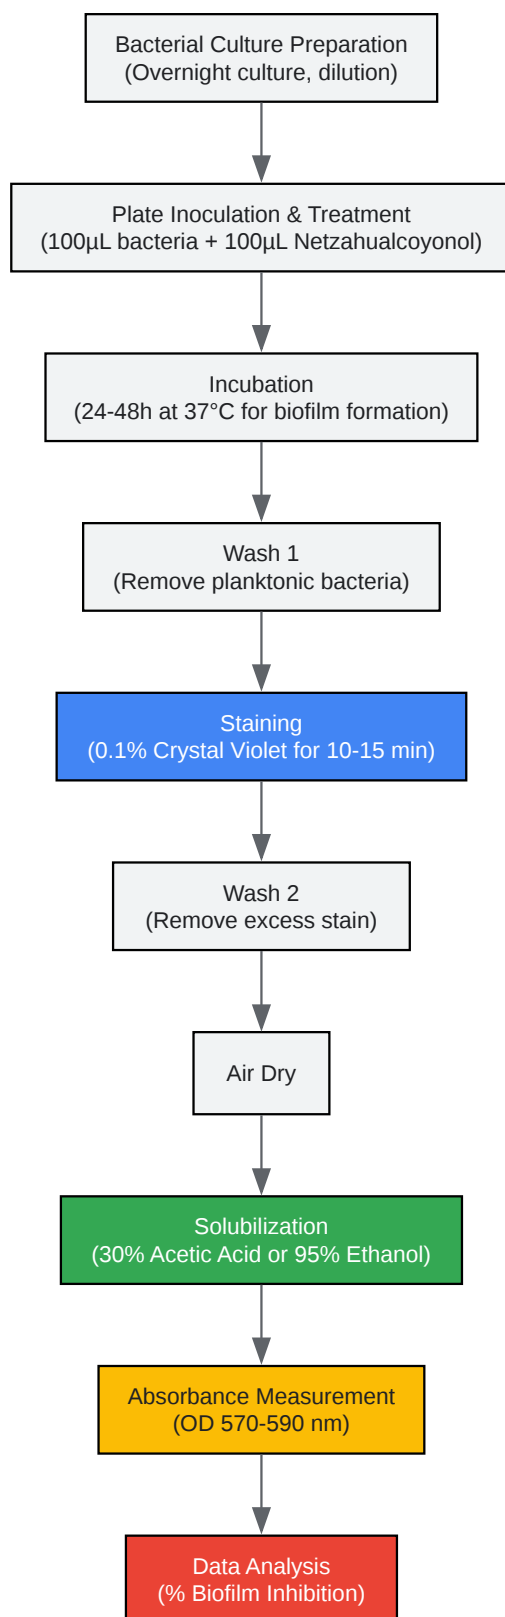 Bacterial Culture Preparation
(Overnight culture, dilution)
Plate Inoculation & Treatment
(100µL bacteria + 100µL Netzahualcoyonol)
Incubation
(24-48h at 37°C for biofilm formation)
Wash 1
(Remove planktonic bacteria)
Staining
(0.1% Crystal Violet for 10-15 min)
Wash 2
(Remove excess stain)
Air Dry
Solubilization
(30% Acetic Acid or 95% Ethanol)
Absorbance Measurement
(OD 570-590 nm)
Data Analysis
(% Biofilm Inhibition)